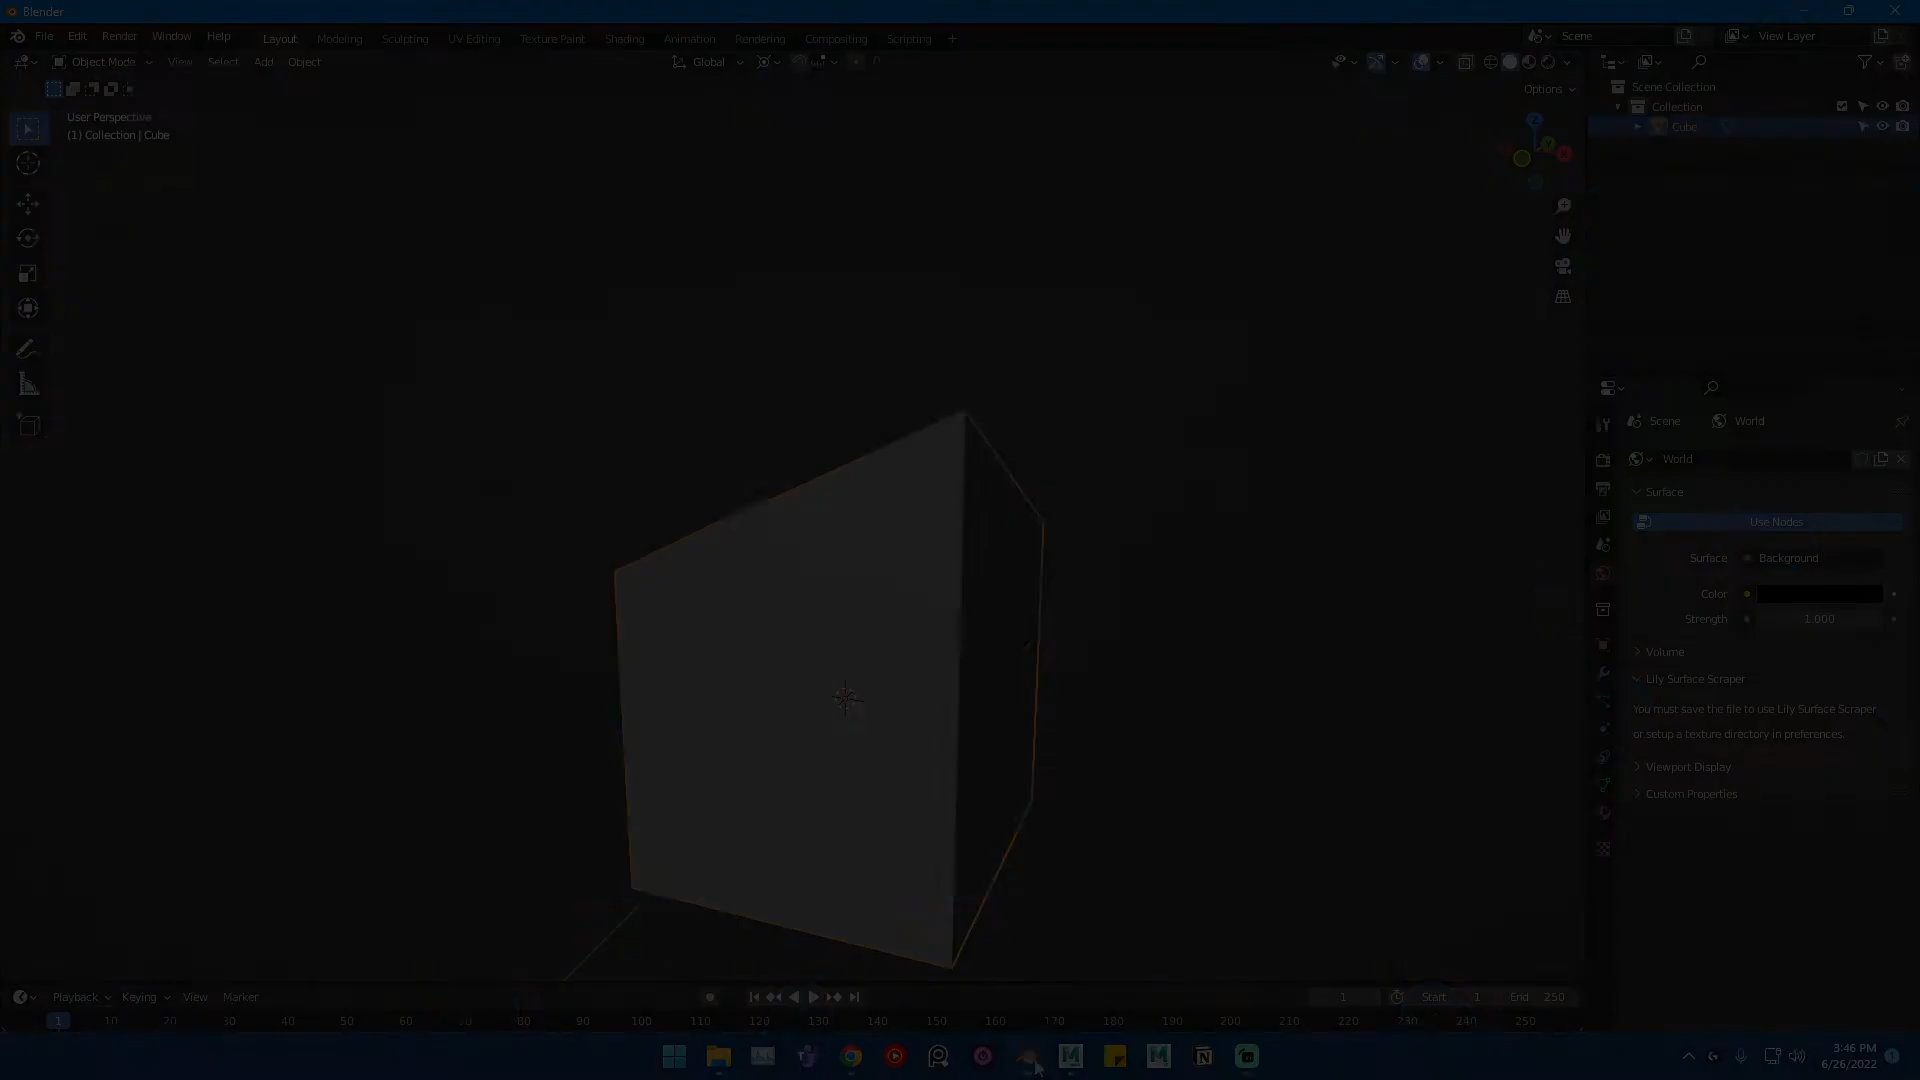 Blender
File Edit Render Window Help
Layout Modeling Sculpting UV Editing Texture Paint Shading Animation Rendering Compositing Scripting +
Scene
View Layer
Object Mode View Select Add Object
Global
Options
User Perspective
(1) Collection | Cube
Z
Y
X
Scene Collection
Collection
Cube
Scene World
World
Surface
Use Nodes
Surface Background
Color
Strength 1.000
Volume
Lily Surface Scraper
You must save the file to use Lily Surface Scraper
or setup a texture directory in preferences.
Viewport Display
Custom Properties
Playback Keying View Marker
1 Start 1 End 250
1 10 20 30 40 50 60 70 80 90 100 110 120 130 140 150 160 170 180 190 200 210 220 230 240 250
3:46 PM
6/26/2022